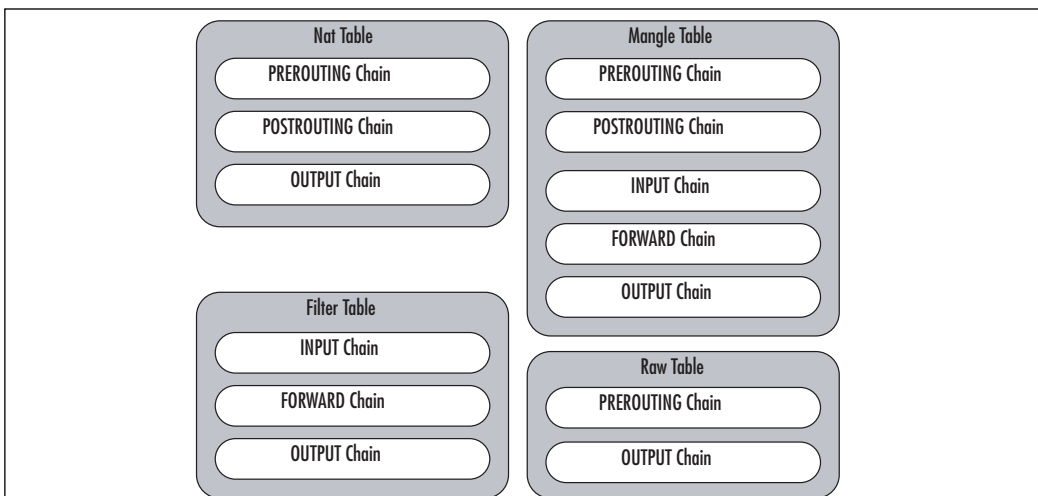 Nat Table
PREROUTING Chain
POSTROUTING Chain
OUTPUT Chain
Mangle Table
PREROUTING Chain
POSTROUTING Chain
INPUT Chain
FORWARD Chain
OUTPUT Chain
Filter Table
INPUT Chain
FORWARD Chain
OUTPUT Chain
Raw Table
PREROUTING Chain
OUTPUT Chain